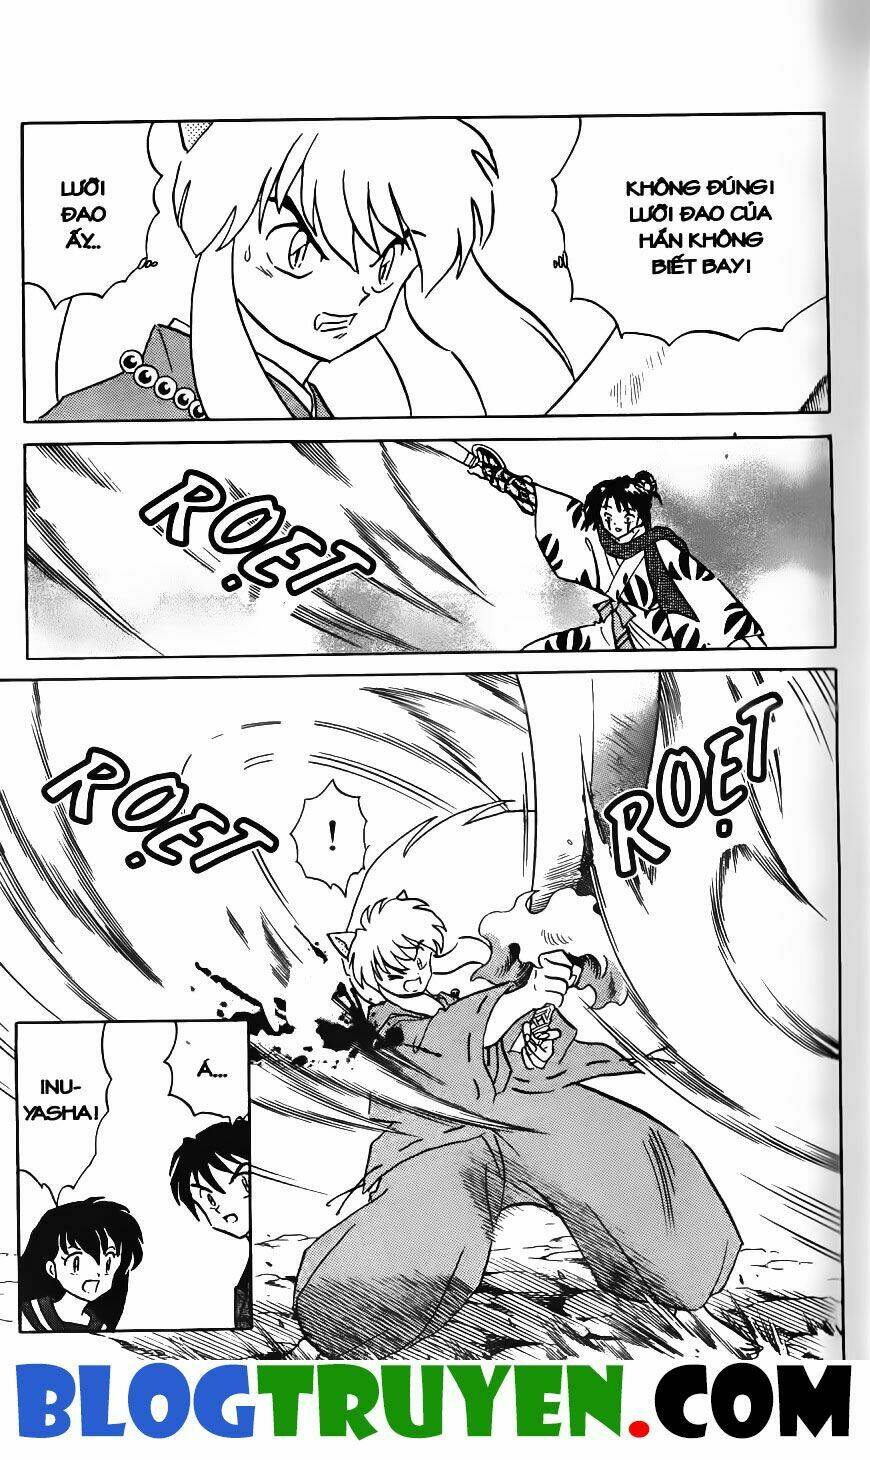 KHÔNG ĐÚNG!
LƯỠI ĐAO CỦA
HẮN KHÔNG
BIẾT BAY!
LƯỠI
ĐAO
ẤY...
ROẸT
ROẸT
ROẸT
!
Á...
INU-
YASHA!
BLOGTRUYEN.COM